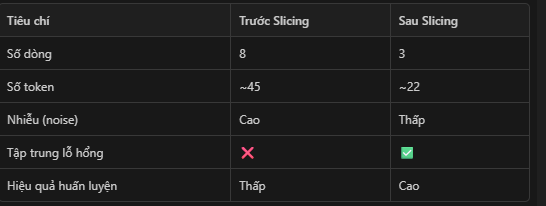 Tiêu chí Trước Slicing Sau Slicing
Số dòng 8 3
Số token ~45 ~22
Nhiễu (noise) Cao Thấp
Tập trung lỗ hổng ❌ ✅
Hiệu quả huấn luyện Thấp Cao